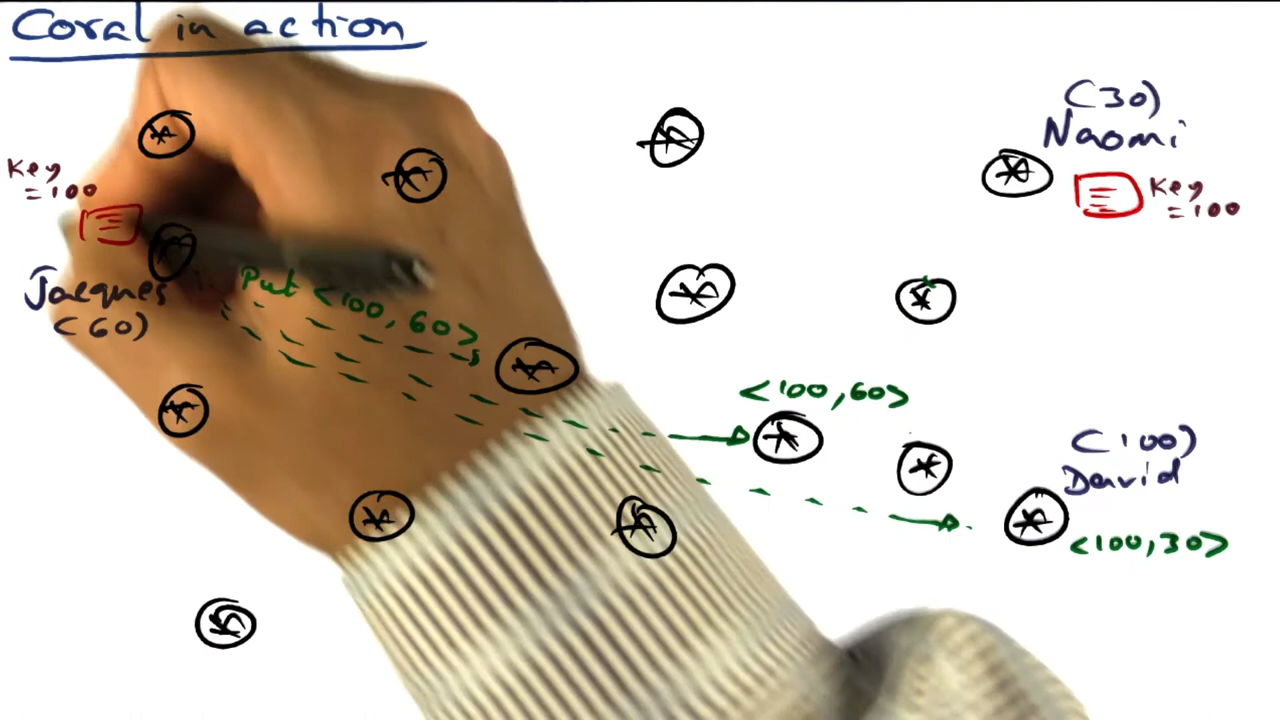 Coral in action
(30)
Naomi
Key
=100
Key
=100
Jacques
(60)
Put <100, 60>
<100,60>
(100)
David
<100,30>